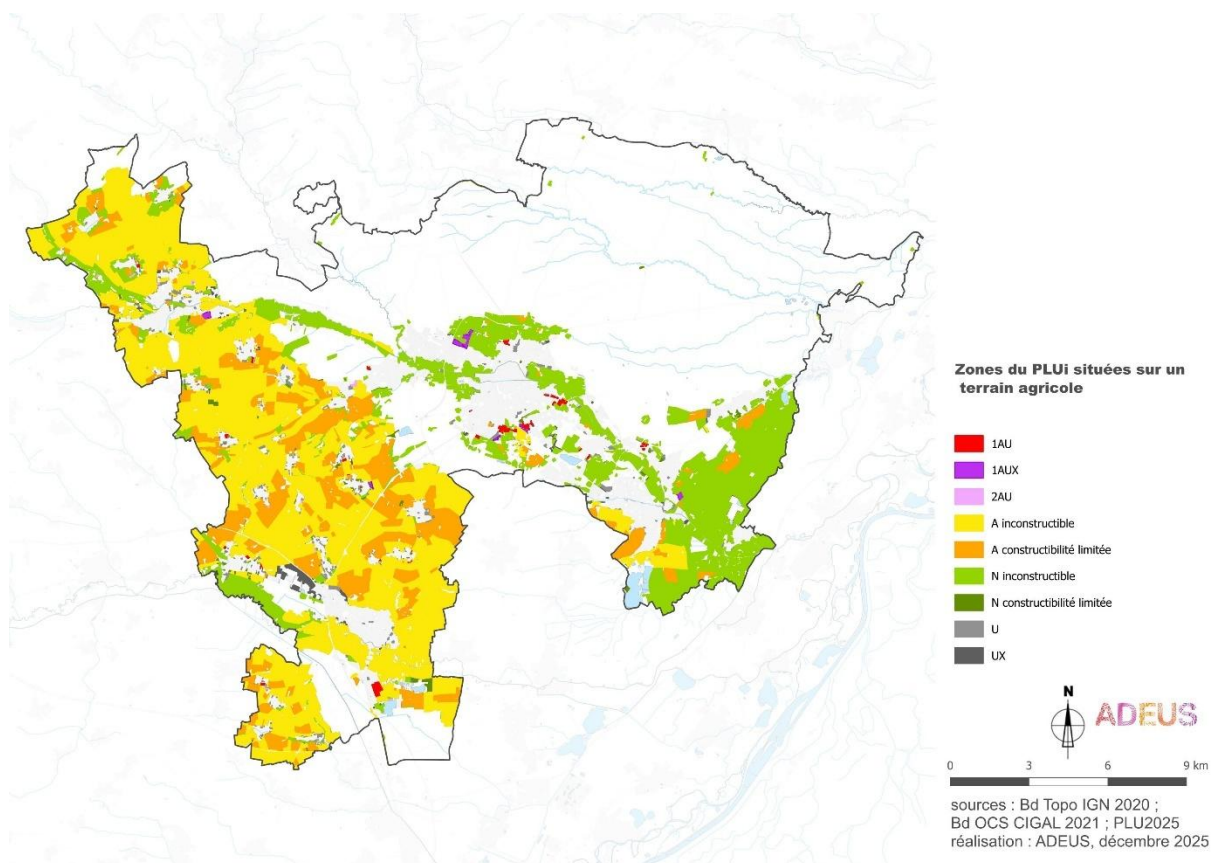 Zones du PLUi situées sur un
terrain agricole
1AU
1AUX
2AU
A inconstructible
A constructibilité limitée
N inconstructible
N constructibilité limitée
U
UX
N
ADEUS
0 3 6 9 km
sources : Bd Topo IGN 2020 ;
Bd OCS CIGAL 2021 ; PLU2025
réalisation : ADEUS, décembre 2025